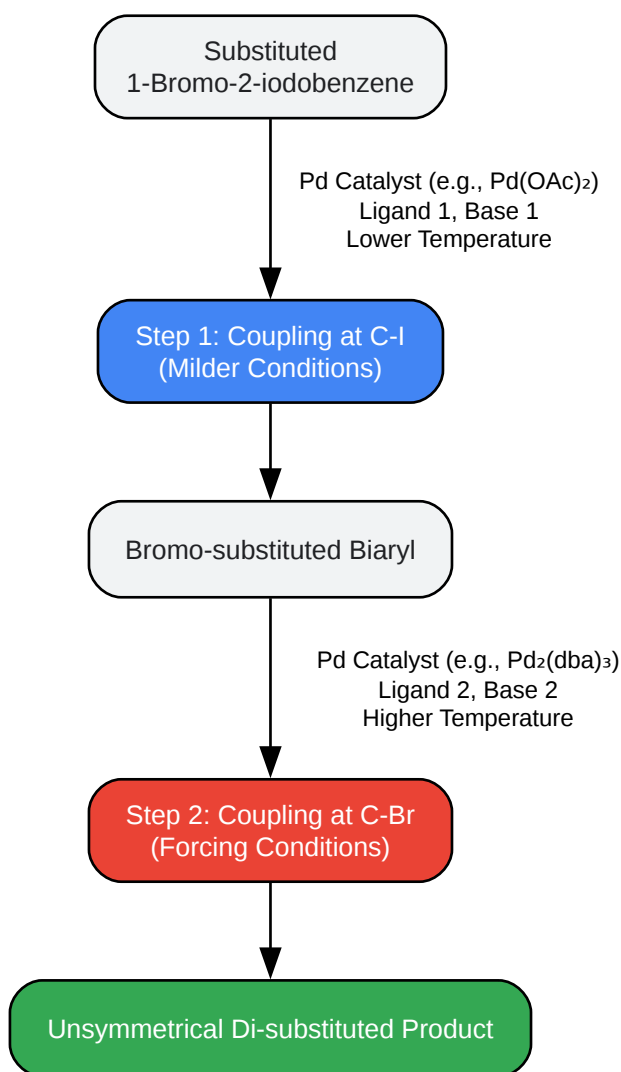 Substituted
1-Bromo-2-iodobenzene
Pd Catalyst (e.g., Pd(OAc)₂)
Ligand 1, Base 1
Lower Temperature
Step 1: Coupling at C-I
(Milder Conditions)
Bromo-substituted Biaryl
Pd Catalyst (e.g., Pd₂(dba)₃)
Ligand 2, Base 2
Higher Temperature
Step 2: Coupling at C-Br
(Forcing Conditions)
Unsymmetrical Di-substituted Product